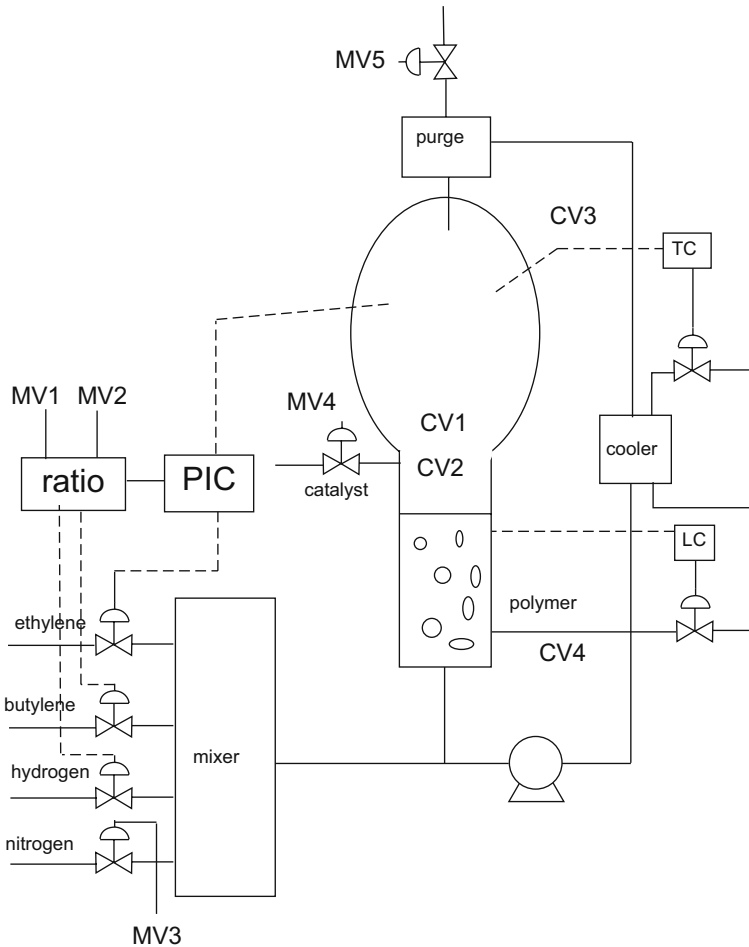 MV5
purge
CV3
TC
MV1
MV2
MV4
CV1
ratio
PIC
CV2
cooler
catalyst
LC
polymer
ethylene
CV4
butylene
mixer
hydrogen
nitrogen
MV3